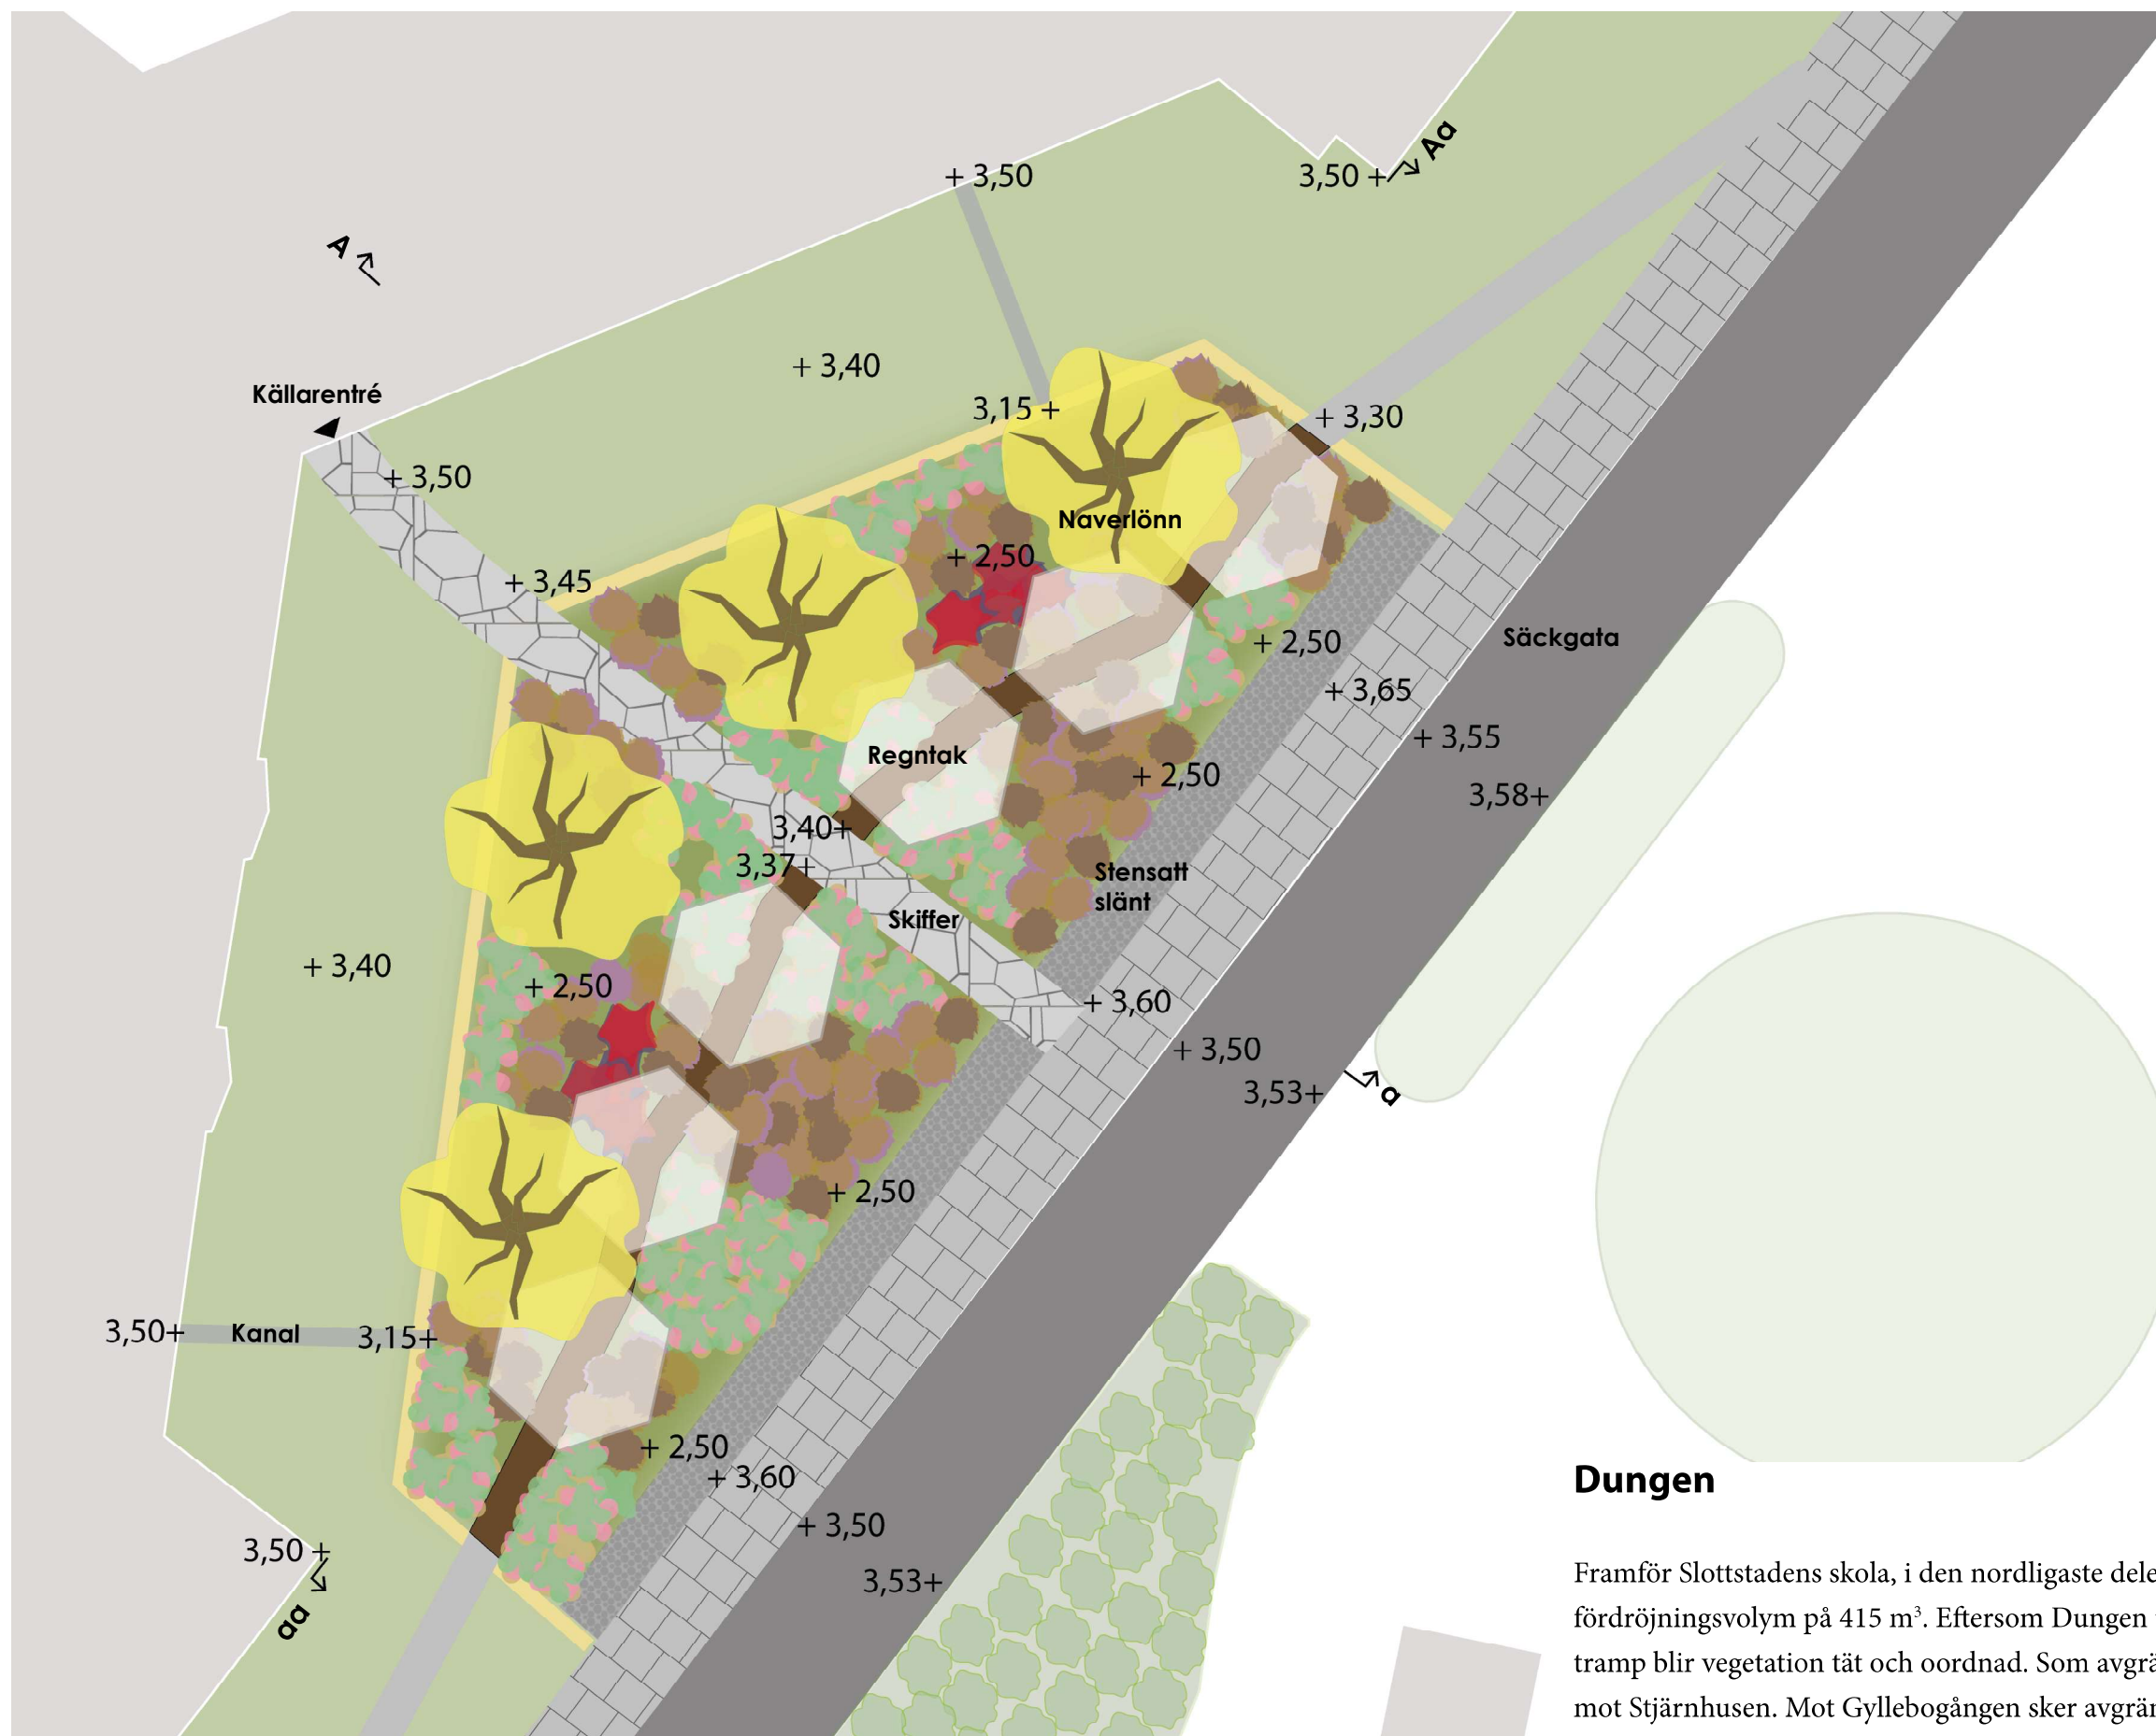 + 3,50
3,50 +
Aa
A
+ 3,40
Källarentré
3,15 +
+ 3,30
+ 3,50
Naverlönn
+ 2,50
+ 3,45
+ 2,50
Säckgata
+ 3,65
+ 3,55
Regntak
+ 2,50
3,58+
3,40+
3,37+
Stensatt
slänt
Skiffer
+ 3,40
+ 2,50
+ 3,60
+ 3,50
3,53+
a
+ 2,50
3,50+
Kanal
3,15+
+ 2,50
+ 3,60
+ 3,50
3,50 +
3,53+
aa
Dungen
Framför Slottstadens skola, i den nordligaste dele
fördröjningsvolym på 415 m³. Eftersom Dungen
tramp blir vegetation tät och oordnad. Som avgrä
mot Stjärnhusen. Mot Gyllebogången sker avgrän